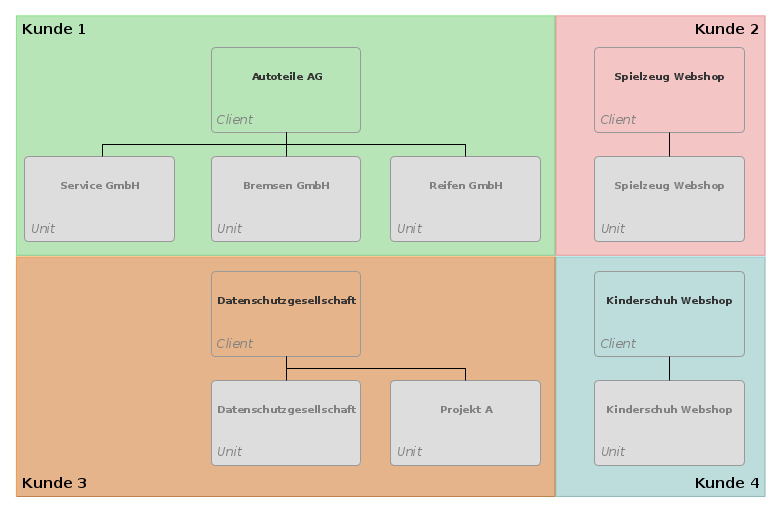 Kunde 1
Autoteile AG
Client
Service GmbH
Unit
Bremsen GmbH
Unit
Reifen GmbH
Unit
Kunde 2
Spielzeug Webshop
Client
Spielzeug Webshop
Unit
Datenschutzgesellschaft
Client
Datenschutzgesellschaft
Unit
Projekt A
Unit
Kunde 3
Kinderschuh Webshop
Client
Kinderschuh Webshop
Unit
Kunde 4